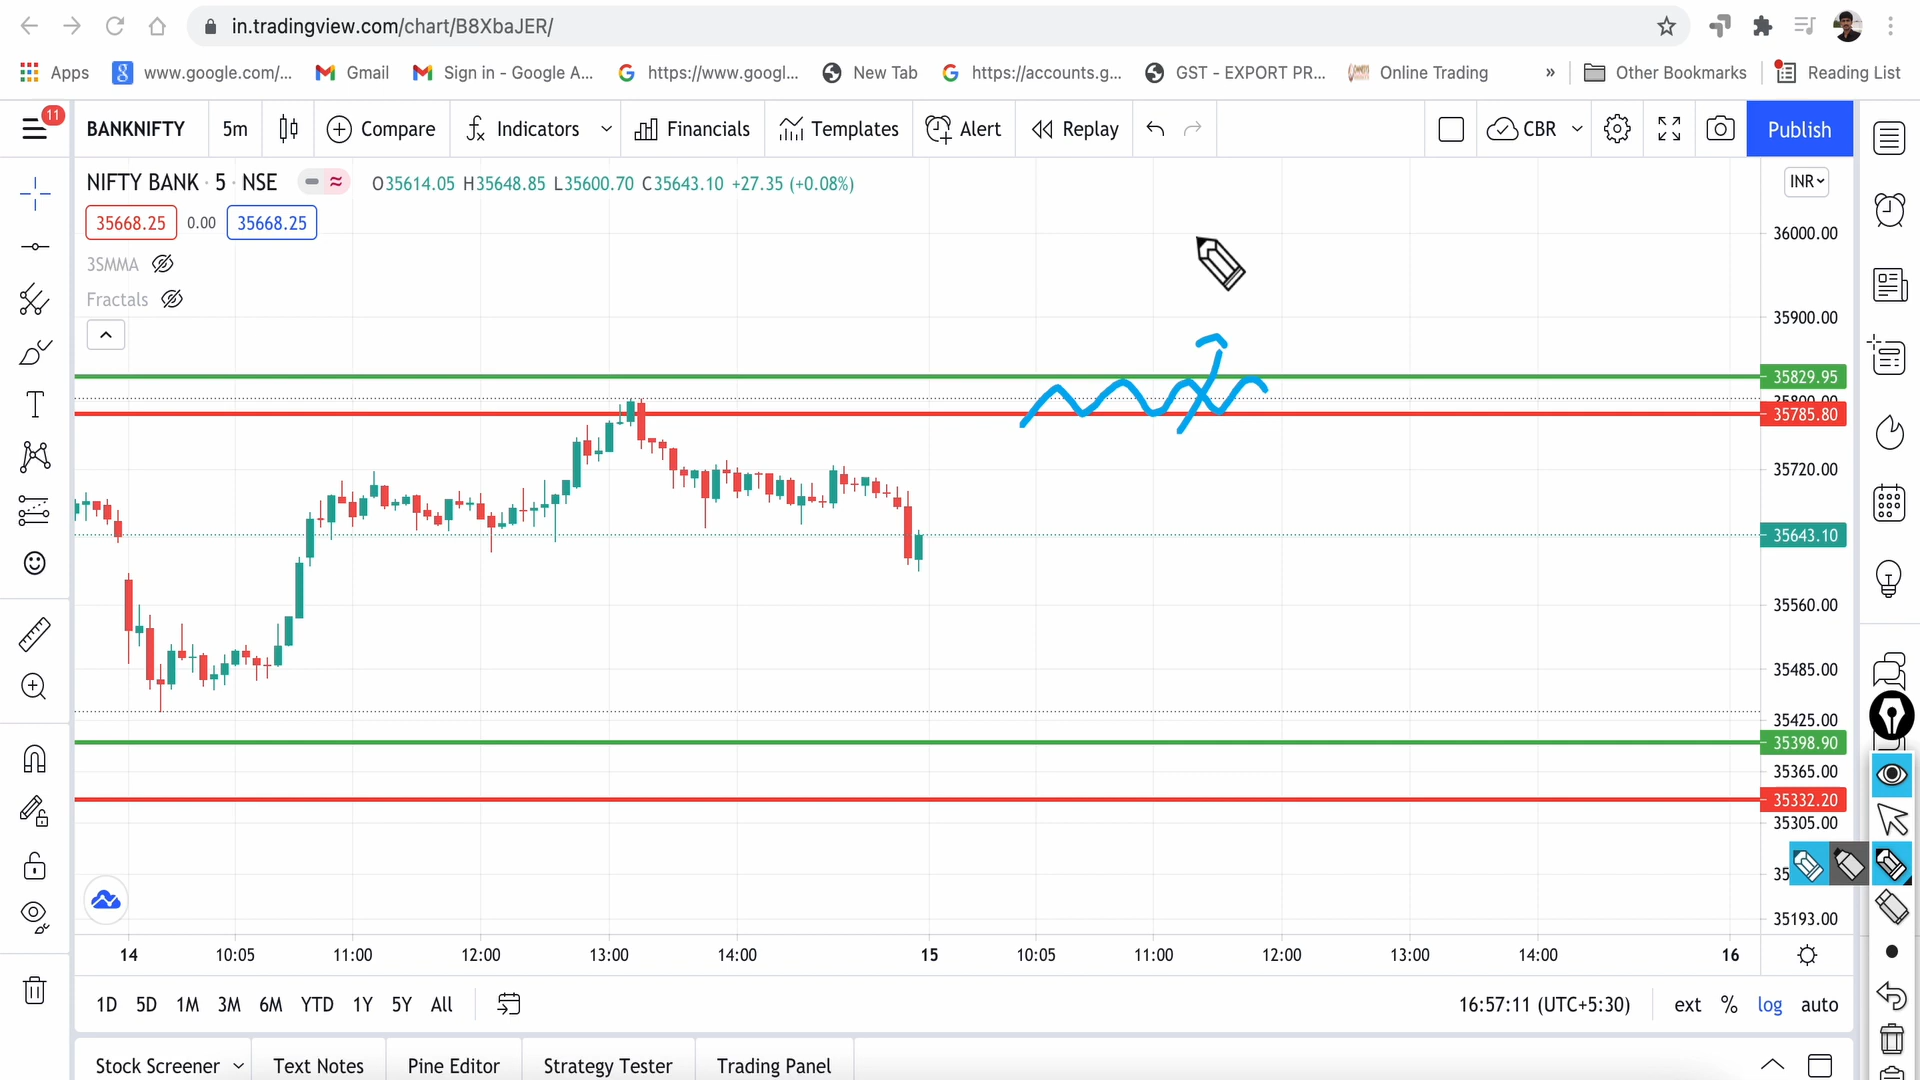 in.tradingview.com/chart/B8XbaJER/
Apps www.google.com/... Gmail Sign in - Google A... https://www.googl... New Tab https://accounts.g... GST - EXPORT PR... Online Trading » Other Bookmarks Reading List
11 BANKNIFTY 5m Compare Indicators Financials Templates Alert Replay CBR Publish
NIFTY BANK · 5 · NSE O35614.05 H35648.85 L35600.70 C35643.10 +27.35 (+0.08%) INR
35668.25 0.00 35668.25
3SMMA
Fractals
36000.00
35900.00
35829.95
35800.00
35785.80
35720.00
35643.10
35560.00
35485.00
35425.00
35398.90
35365.00
35332.20
35305.00
35
35193.00
14 10:05 11:00 12:00 13:00 14:00 15 10:05 11:00 12:00 13:00 14:00 16
1D 5D 1M 3M 6M YTD 1Y 5Y All 16:57:11 (UTC+5:30) ext % log auto
Stock Screener Text Notes Pine Editor Strategy Tester Trading Panel